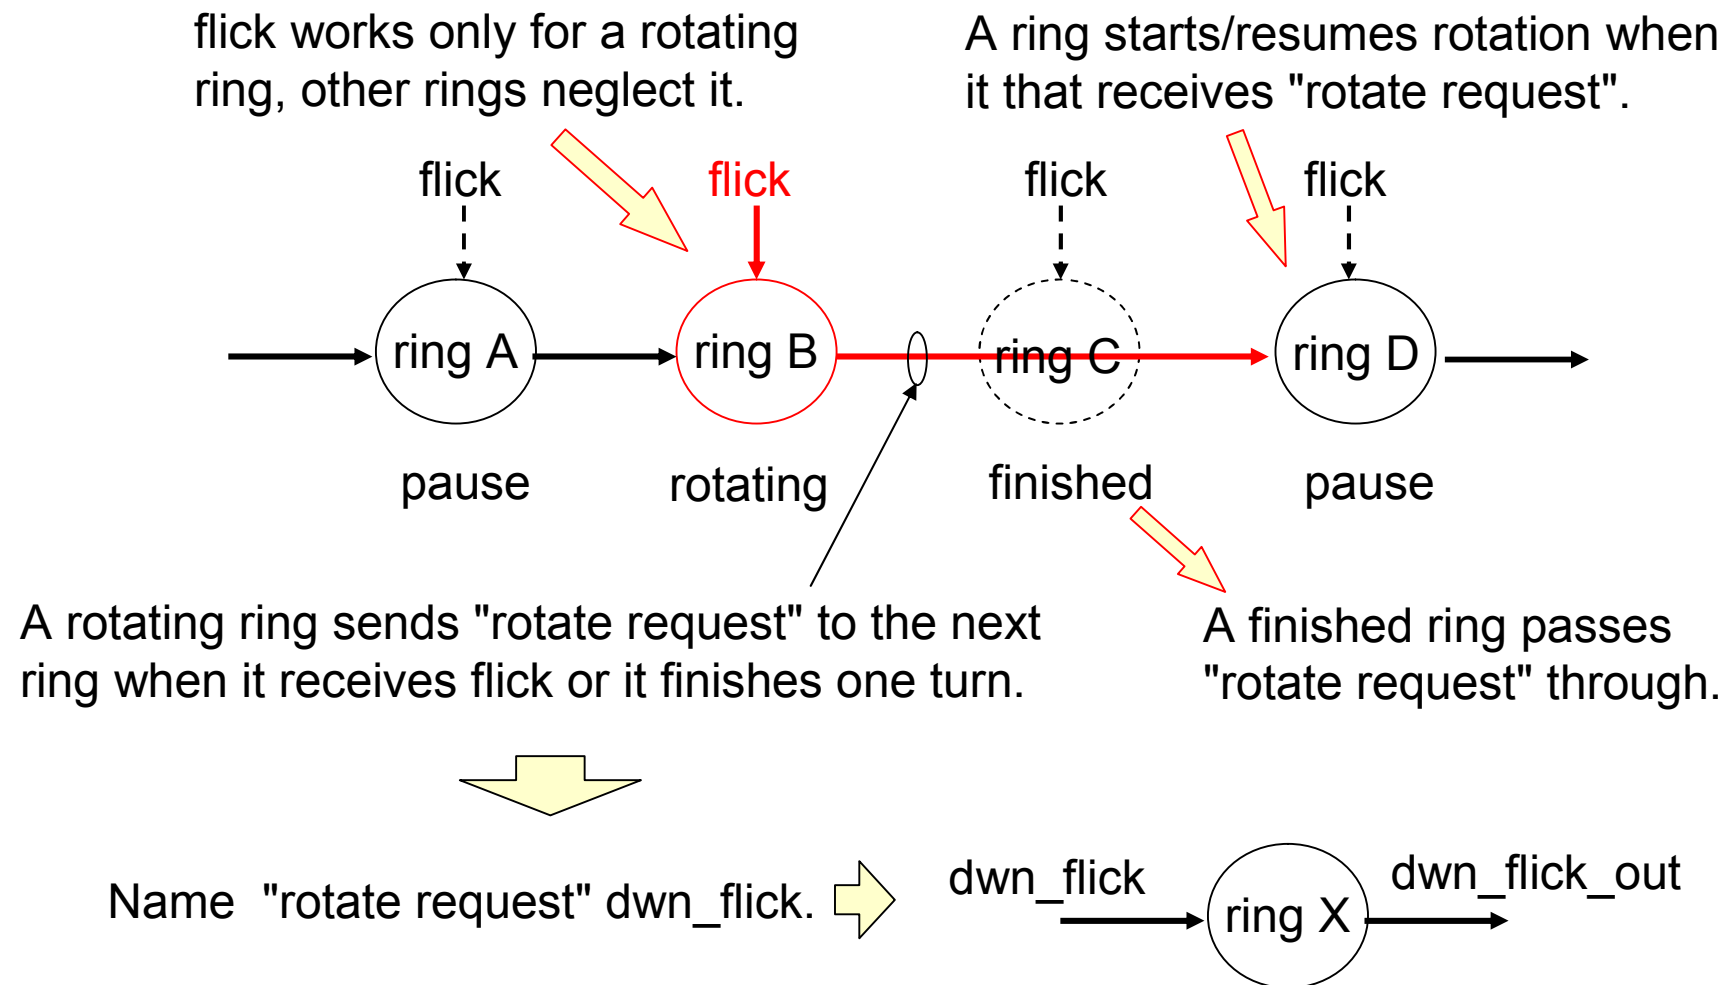 flick works only for a rotating
ring, other rings neglect it.
A ring starts/resumes rotation when
it that receives "rotate request".
flick
flick
flick
flick
ring A
ring B
ring C
ring D
pause
rotating
finished
pause
A rotating ring sends "rotate request" to the next
ring when it receives flick or it finishes one turn.
A finished ring passes
"rotate request" through.
Name "rotate request" dwn_flick.
dwn_flick
ring X
dwn_flick_out